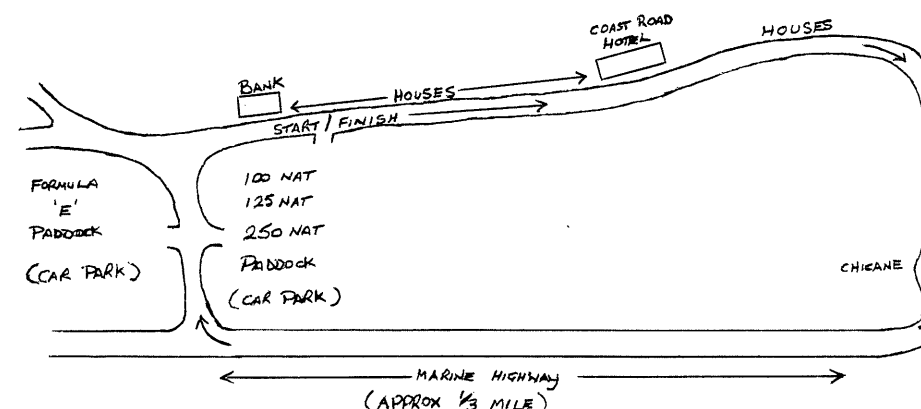 COAST ROAD
HOTEL
HOUSES
BANK
HOUSES
START / FINISH
FORMULA
'E'
PADDOCK
(CAR PARK)
100 NAT
125 NAT
250 NAT
PADDOCK
(CAR PARK)
CHICANE
MARINE HIGHWAY
(APPROX 1/3 MILE)